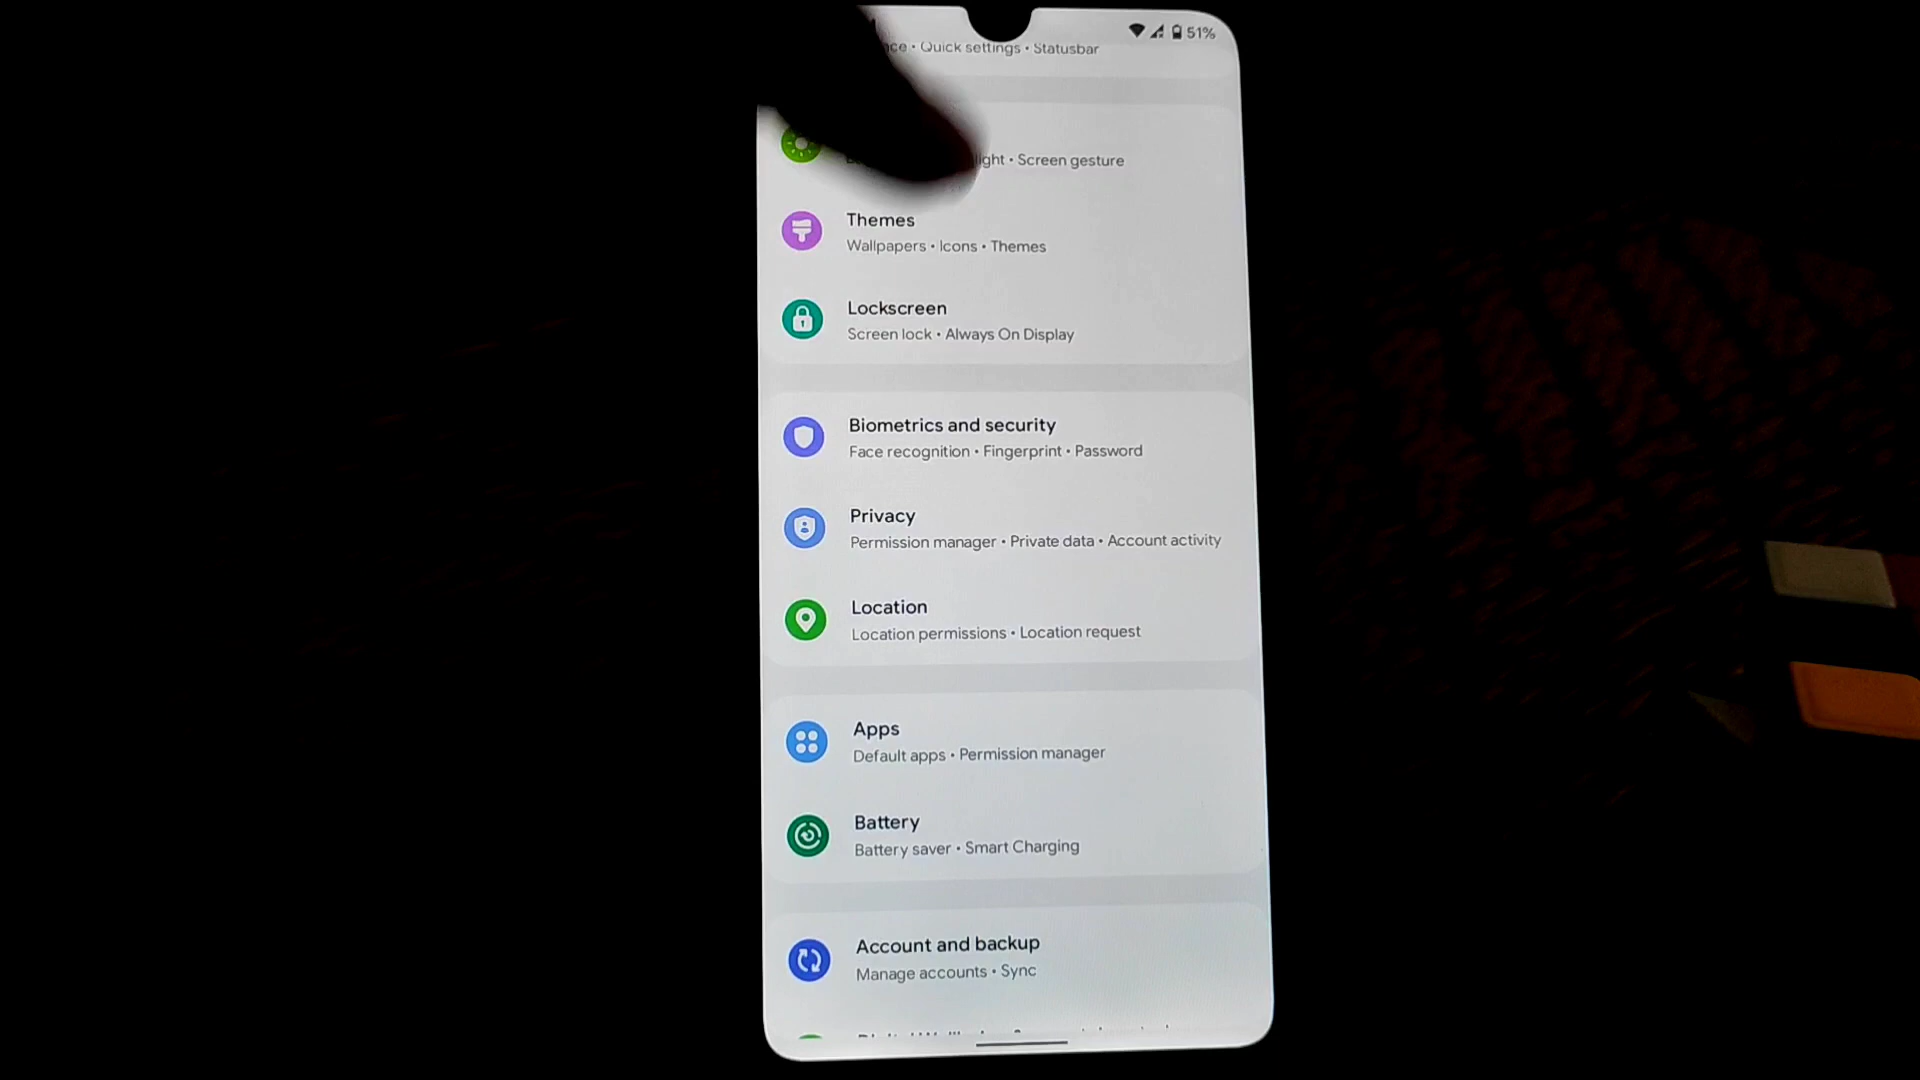 51%
• Quick settings • Statusbar
• Screen gesture
Themes
Wallpapers • Icons • Themes
Lockscreen
Screen lock • Always On Display
Biometrics and security
Face recognition • Fingerprint • Password
Privacy
Permission manager • Private data • Account activity
Location
Location permissions • Location request
Apps
Default apps • Permission manager
Battery
Battery saver • Smart Charging
Account and backup
Manage accounts • Sync